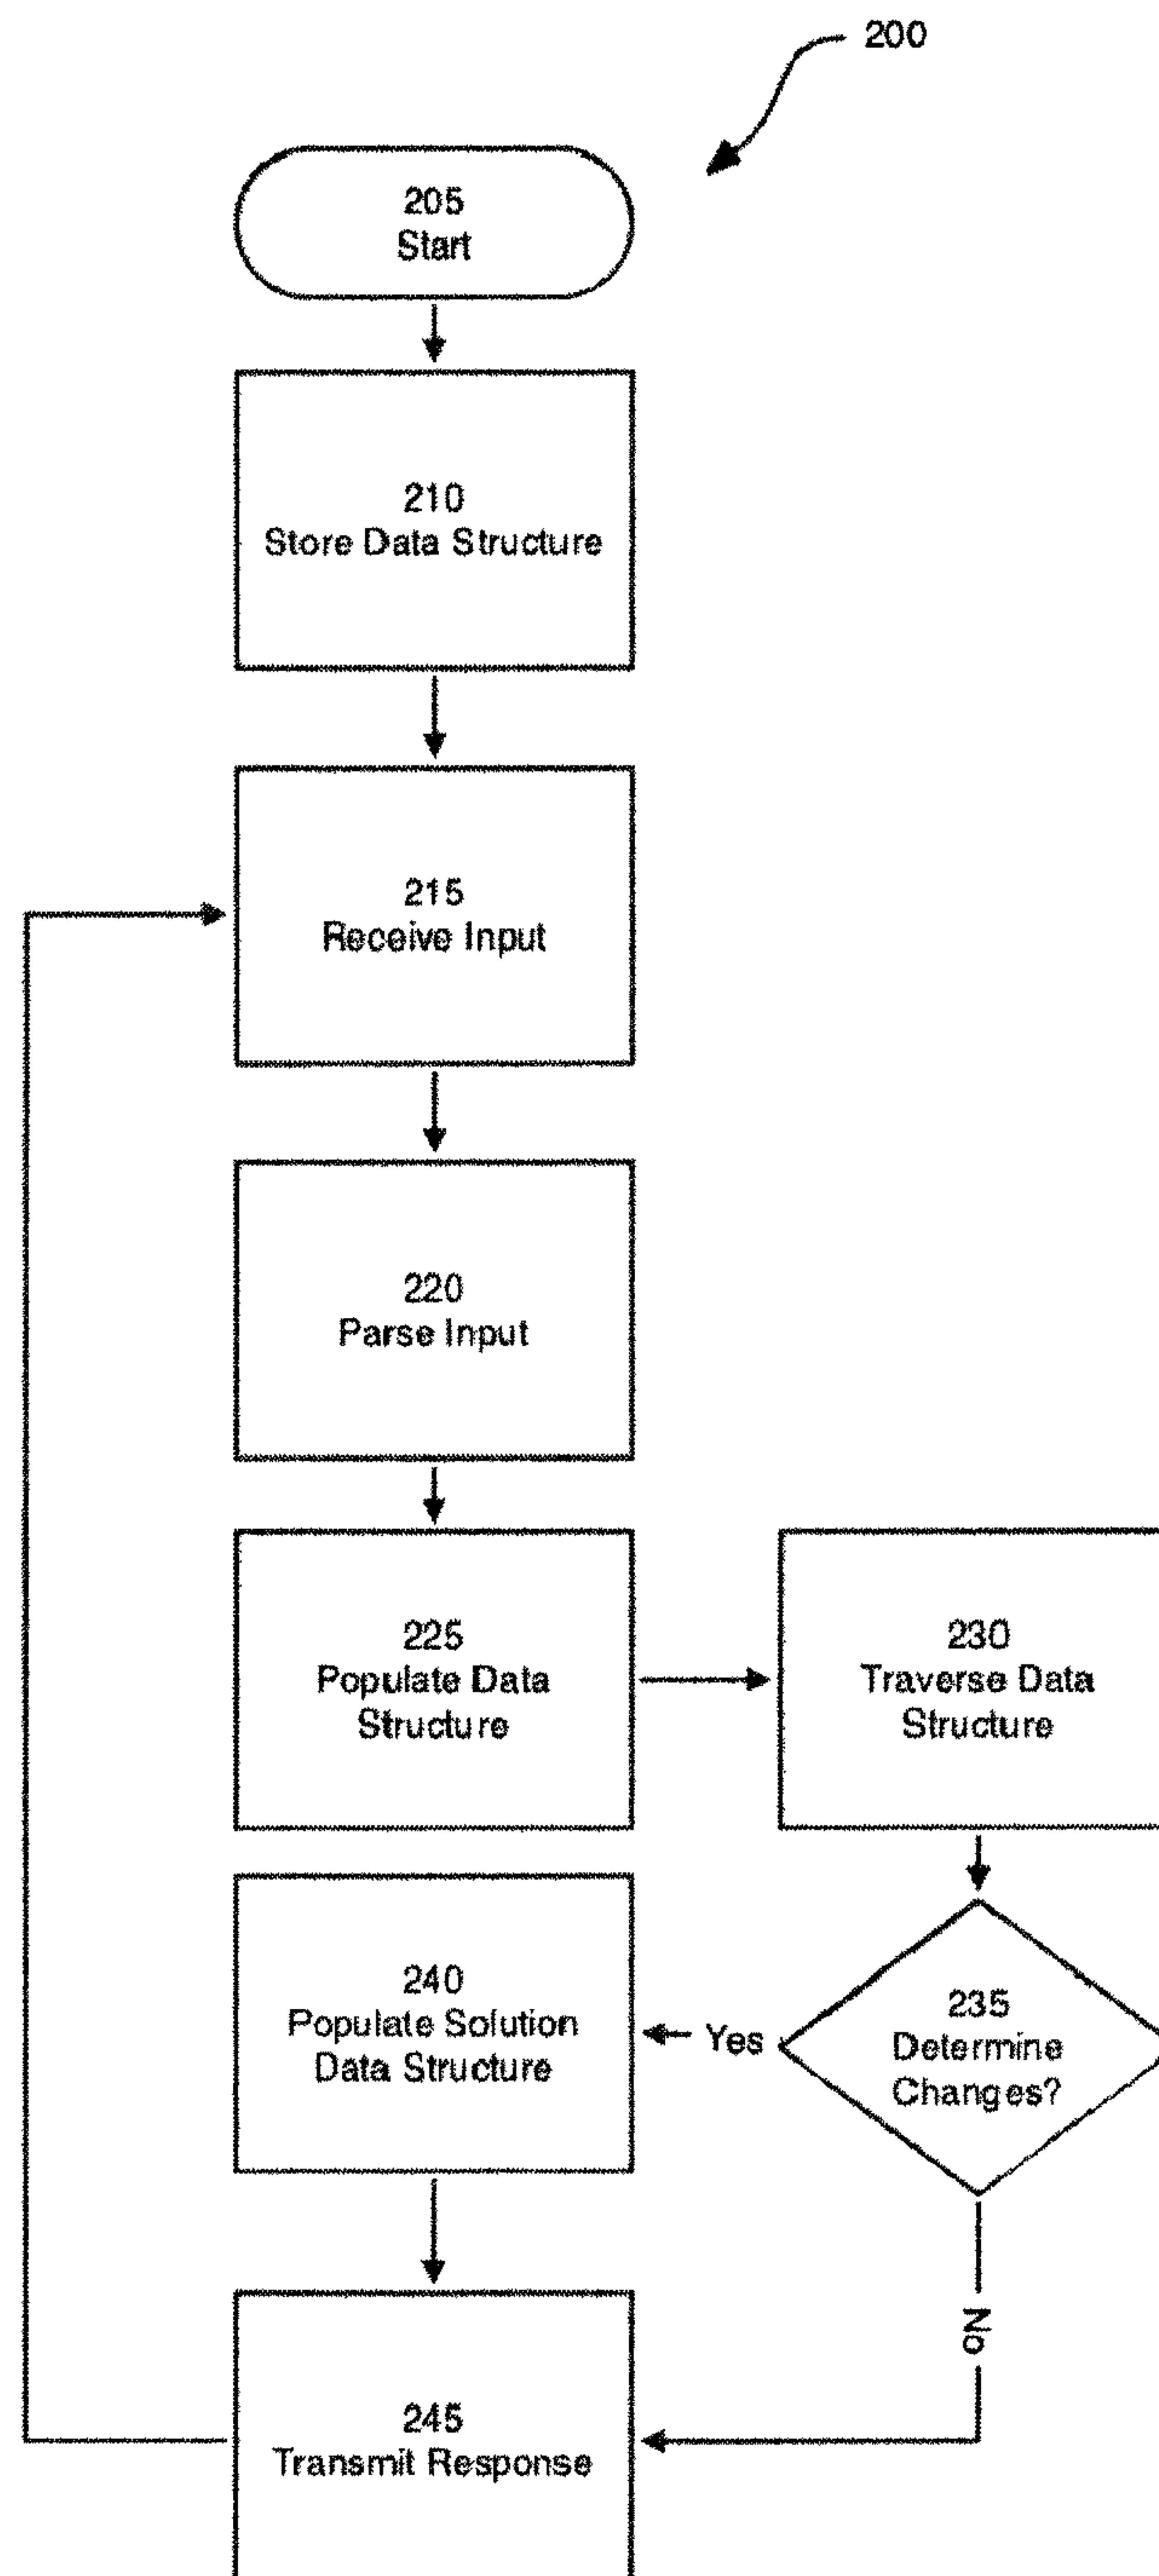 200
205
Start
210
Store Data Structure
215
Receive Input
220
Parse Input
225
Populate Data
Structure
230
Traverse Data
Structure
235
Determine
Changes?
Yes
240
Populate Solution
Data Structure
No
245
Transmit Response